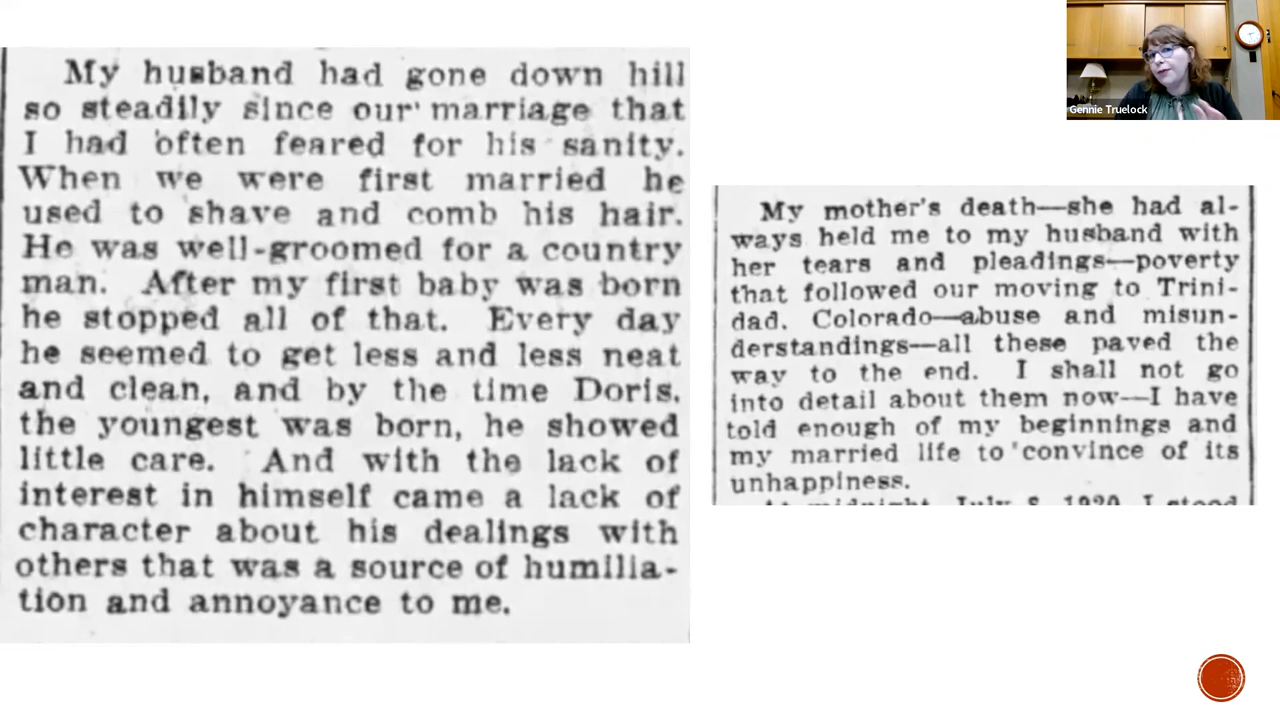 My husband had gone down hill
so steadily since our marriage that
I had often feared for his sanity.
When we were first married he
used to shave and comb his hair.
He was well-groomed for a country
man. After my first baby was born
he stopped all of that. Every day
he seemed to get less and less neat
and clean, and by the time Doris.
the youngest was born, he showed
little care. And with the lack of
interest in himself came a lack of
character about his dealings with
others that was a source of humilia-
tion and annoyance to me.
My mother's death—she had al-
ways held me to my husband with
her tears and pleadings—poverty
that followed our moving to Trini-
dad. Colorado—abuse and misun-
derstandings—all these paved the
way to the end. I shall not go
into detail about them now—I have
told enough of my beginnings and
my married life to convince of its
unhappiness.
midnight, July 8, 1920, I stood
Gennie Truelock